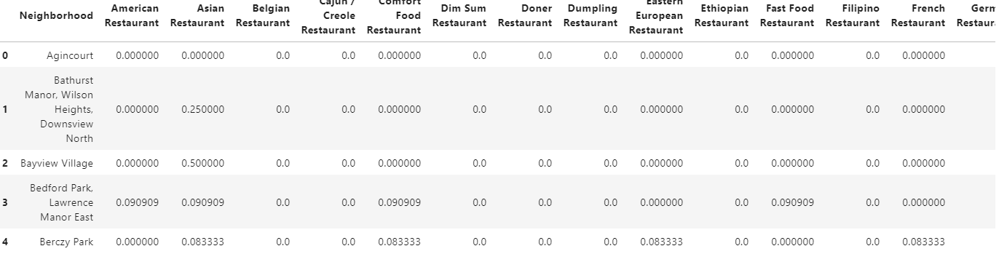 Neighborhood American Restaurant Asian Restaurant Belgian Restaurant Cajun / Creole Restaurant Comfort Food Restaurant Dim Sum Restaurant Doner Restaurant Dumpling Restaurant Eastern European Restaurant Ethiopian Restaurant Fast Food Restaurant Filipino Restaurant French Restaurant
0 Agincourt 0.000000 0.000000 0.0 0.0 0.000000 0.0 0.0 0.0 0.000000 0.0 0.000000 0.0 0.000000
Bathurst
Manor, Wilson
1 Heights, 0.000000 0.250000 0.0 0.0 0.000000 0.0 0.0 0.0 0.000000 0.0 0.000000 0.0 0.000000
Downsview
North
2 Bayview Village 0.000000 0.500000 0.0 0.0 0.000000 0.0 0.0 0.0 0.000000 0.0 0.000000 0.0 0.000000
Bedford Park,
3 Lawrence 0.090909 0.090909 0.0 0.0 0.090909 0.0 0.0 0.0 0.000000 0.0 0.090909 0.0 0.000000
Manor East
4 Berczy Park 0.000000 0.083333 0.0 0.0 0.083333 0.0 0.0 0.0 0.083333 0.0 0.000000 0.0 0.083333